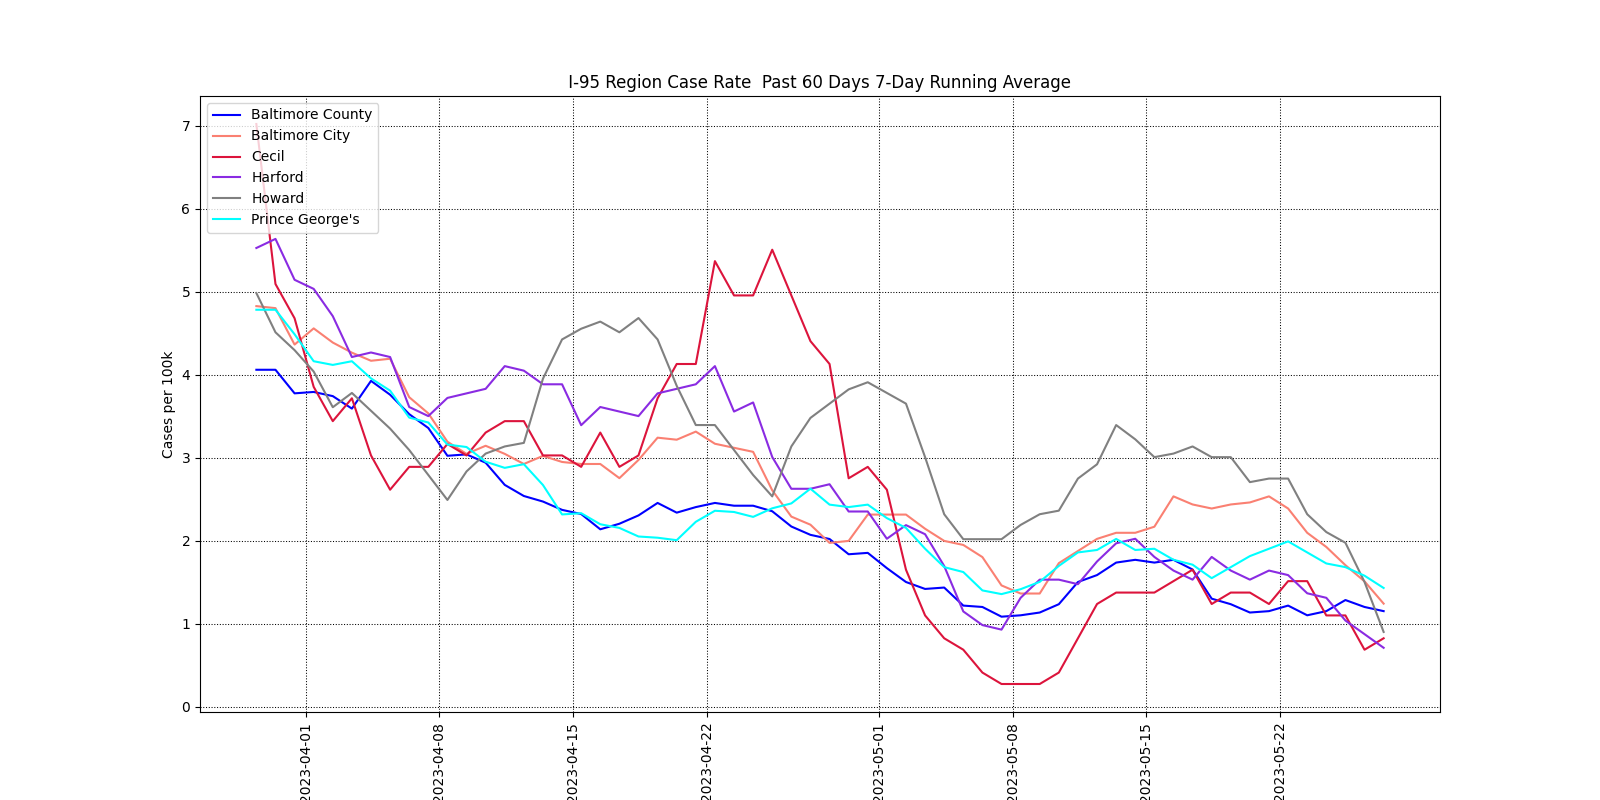 I-95 Region Case Rate  Past 60 Days 7-Day Running Average
Baltimore County
Baltimore City
Cecil
Harford
Howard
Prince George's
7
6
5
4
3
2
1
0
Cases per 100k
2023-04-01
2023-04-08
2023-04-15
2023-04-22
2023-05-01
2023-05-08
2023-05-15
2023-05-22